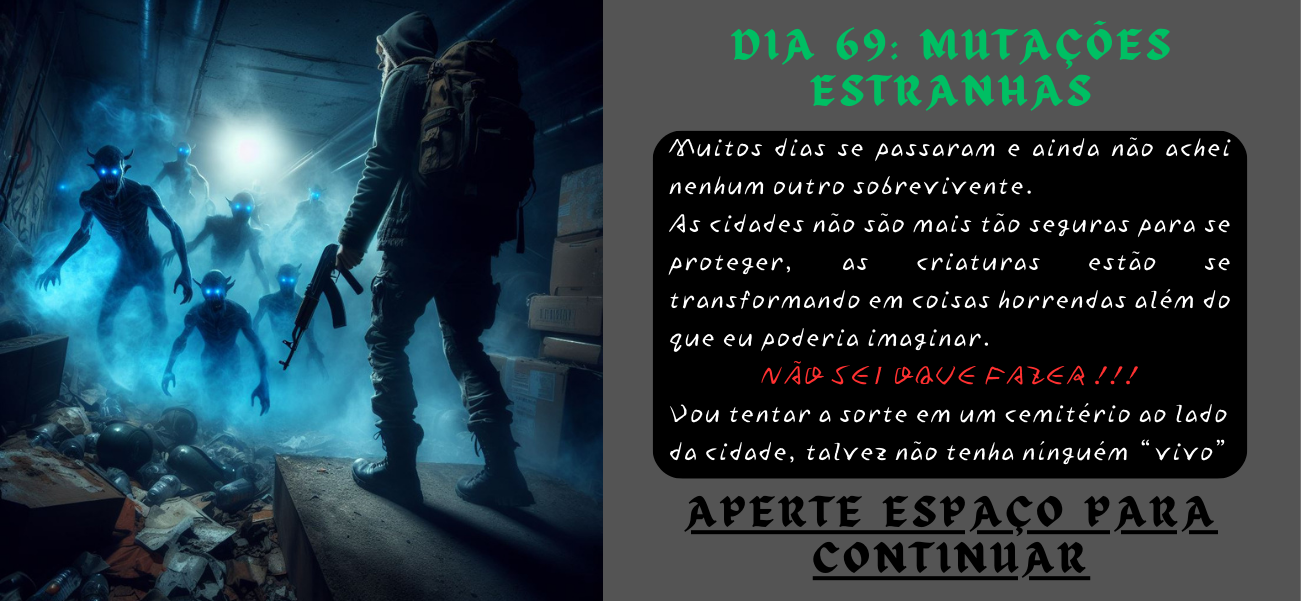 DIA 69: MUTAÇÕES
ESTRANHAS
Muitos dias se passaram e ainda não achei
nenhum outro sobrevivente.
As cidades não são mais tão seguras para se
proteger, as criaturas estão se
transformando em coisas horrendas além do
que eu poderia imaginar.
NÃO SEI OQUE FAZER!!!
Vou tentar a sorte em um cemitério ao lado
da cidade, talvez não tenha nínguém “vivo”
APERTE ESPAÇO PARA
CONTINUAR